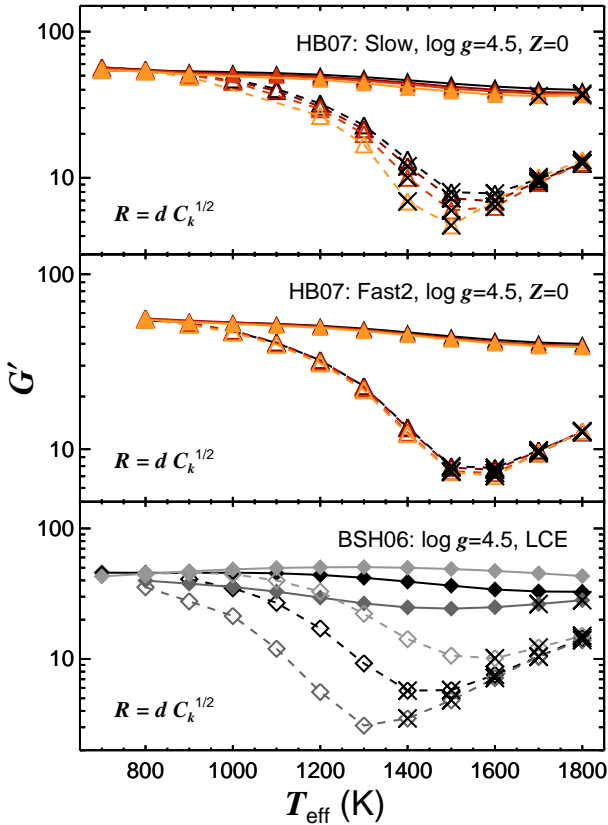 HB07: Slow, log g=4.5, Z=0
100
10
R = d C_k^{1/2}
HB07: Fast2, log g=4.5, Z=0
100
G′
10
R = d C_k^{1/2}
BSH06: log g=4.5, LCE
100
10
R = d C_k^{1/2}
800 1000 1200 1400 1600 1800
T_eff (K)